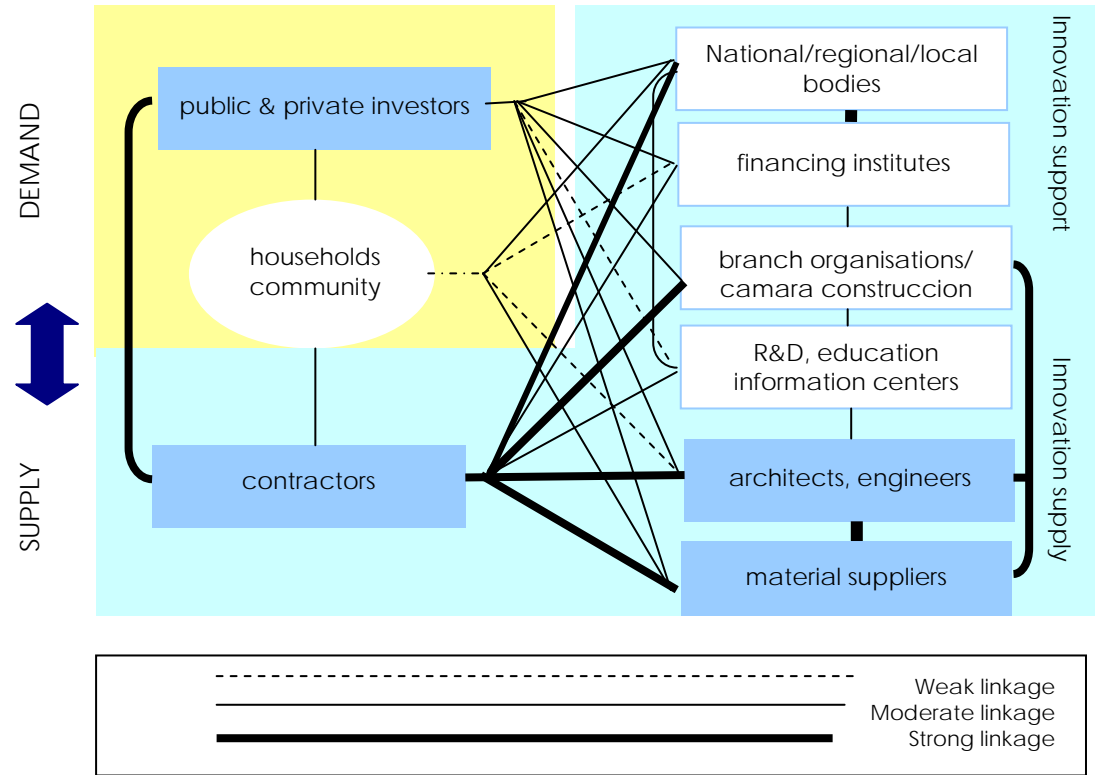 DEMAND
SUPPLY
public & private investors
households
community
contractors
National/regional/local
bodies
financing institutes
branch organisations/
camara construccion
R&D, education
information centers
architects, engineers
material suppliers
Innovation support
Innovation supply
Weak linkage
Moderate linkage
Strong linkage